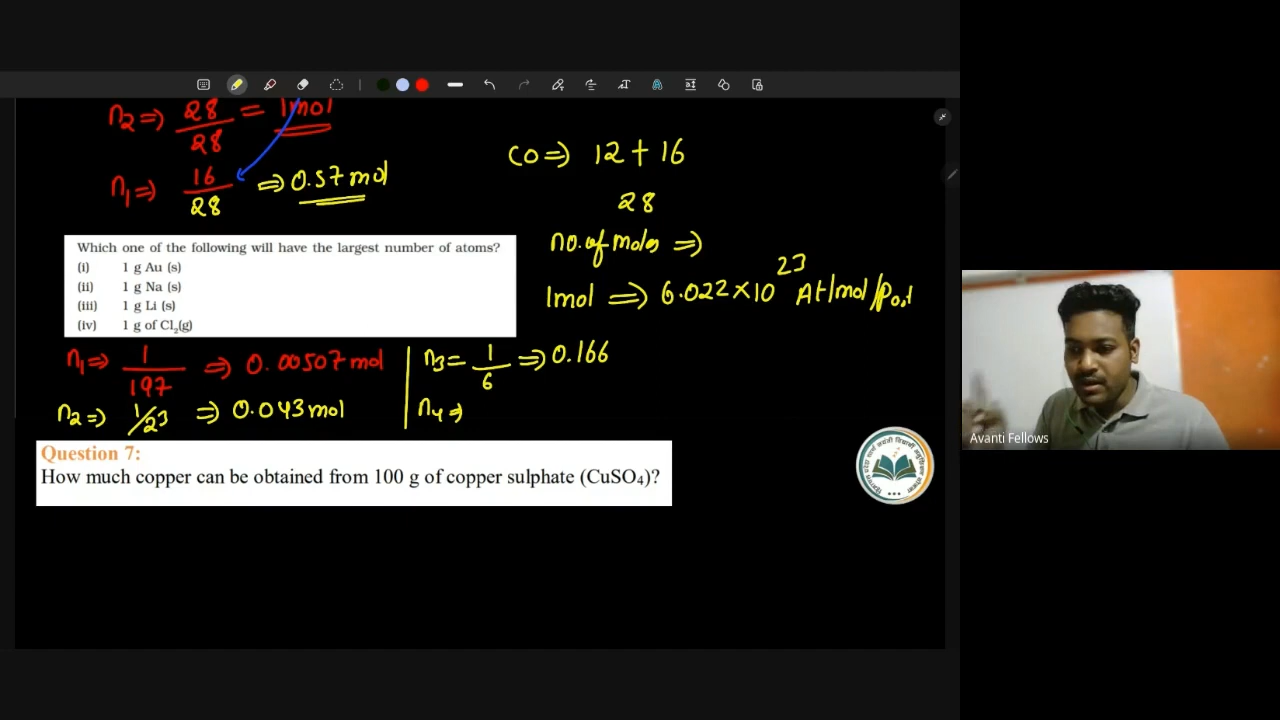 n2 => 28/28 = 1mol
n1 => 16/28 => 0.57 mol
CO => 12 + 16
28
no. of moles =>
1mol => 6.022 × 10^23 At/mol/
Which one of the following will have the largest number of atoms?
(i) 1 g Au (s)
(ii) 1 g Na (s)
(iii) 1 g Li (s)
(iv) 1 g of Cl₂(g)
n1 => 1/197 => 0.00507 mol
n2 => 1/23 => 0.043 mol
n3 = 1/6 => 0.166
n4 =>
Question 7:
How much copper can be obtained from 100 g of copper sulphate (CuSO₄)?
Avanti Fellows